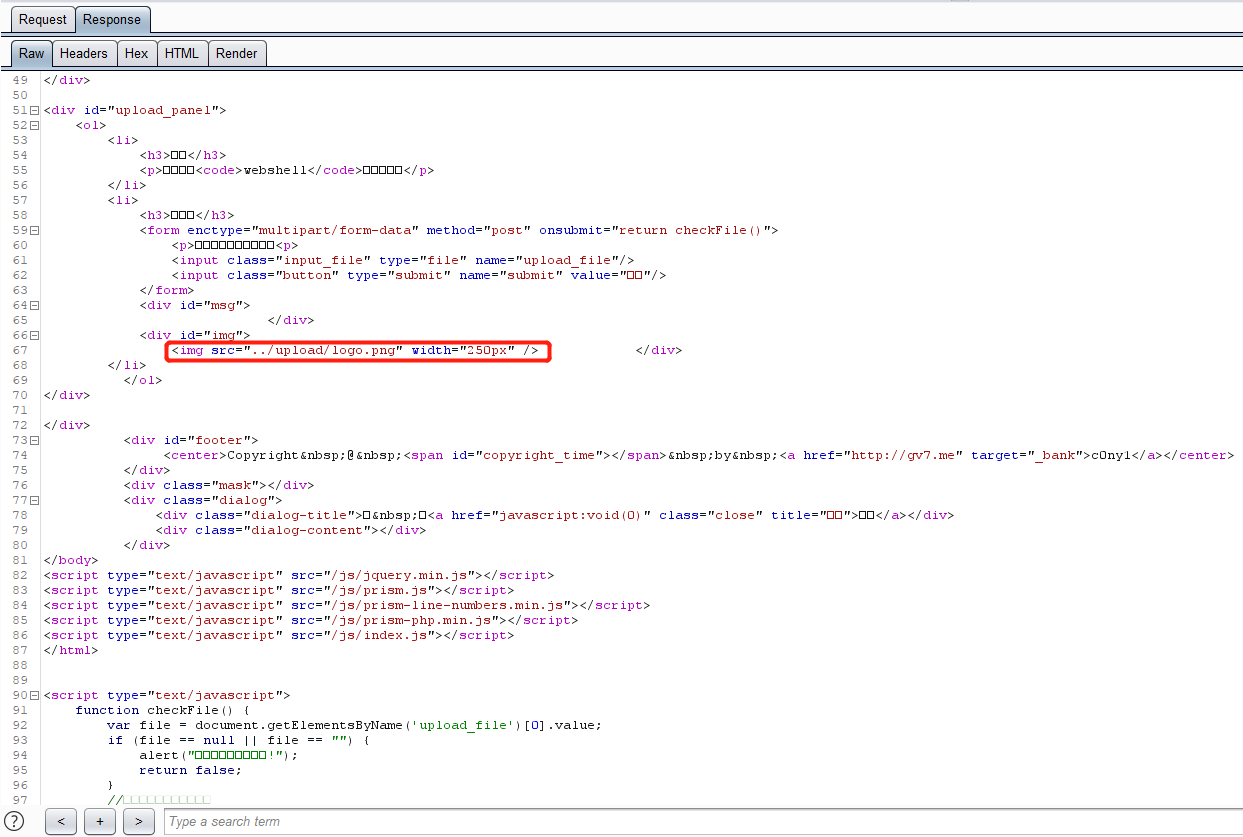 Request Response
Raw Headers Hex HTML Render
49 </div>
50
51 <div id="upload_panel">
52 <ol>
53 <li>
54 <h3>□□</h3>
55 <p>□□□□<code>webshell</code>□□□□□</p>
56 </li>
57 <li>
58 <h3>□□□</h3>
59 <form enctype="multipart/form-data" method="post" onsubmit="return checkFile()">
60 <p>□□□□□□□□□□<p>
61 <input class="input_file" type="file" name="upload_file"/>
62 <input class="button" type="submit" name="submit" value="□□"/>
63 </form>
64 <div id="msg">
65 </div>
66 <div id="img">
67 <img src="../upload/logo.png" width="250px" /> </div>
68 </li>
69 </ol>
70 </div>
71
72 </div>
73 <div id="footer">
74 <center>Copyright&nbsp;@&nbsp;<span id="copyright_time"></span>&nbsp;by&nbsp;<a href="http://gv7.me" target="_bank">c0ny1</a></center>
75 </div>
76 <div class="mask"></div>
77 <div class="dialog">
78 <div class="dialog-title">□&nbsp;□<a href="javascript:void(0)" class="close" title="□□">□□</a></div>
79 <div class="dialog-content"></div>
80 </div>
81 </body>
82 <script type="text/javascript" src="/js/jquery.min.js"></script>
83 <script type="text/javascript" src="/js/prism.js"></script>
84 <script type="text/javascript" src="/js/prism-line-numbers.min.js"></script>
85 <script type="text/javascript" src="/js/prism-php.min.js"></script>
86 <script type="text/javascript" src="/js/index.js"></script>
87 </html>
88
89
90 <script type="text/javascript">
91 function checkFile() {
92 var file = document.getElementsByName('upload_file')[0].value;
93 if (file == null || file == "") {
94 alert("□□□□□□□□□!");
95 return false;
96 }
97 //□□□□□□□□□□□
? < + > Type a search term